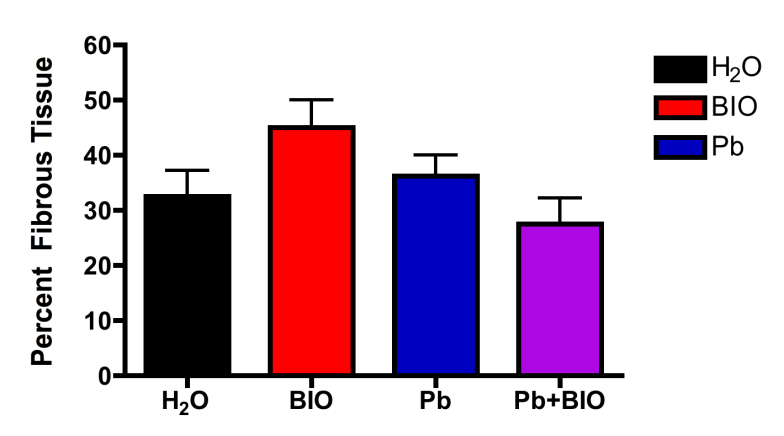 Percent Fibrous Tissue
60
50
40
30
20
10
0
H₂O
BIO
Pb
Pb+BIO
H₂O
BIO
Pb